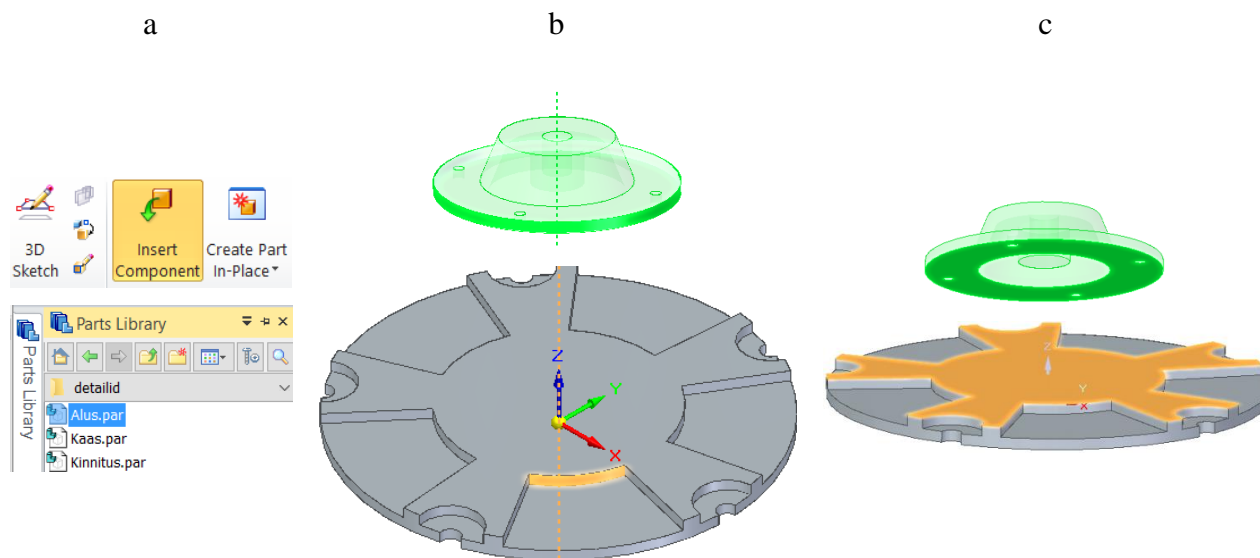 a
b
c
3D
Sketch
Insert
Component
Create Part
In-Place
Parts Library
Parts Library
detailid
Alus.par
Kaas.par
Kinnitus.par
Z
Y
X
Z
Y
X